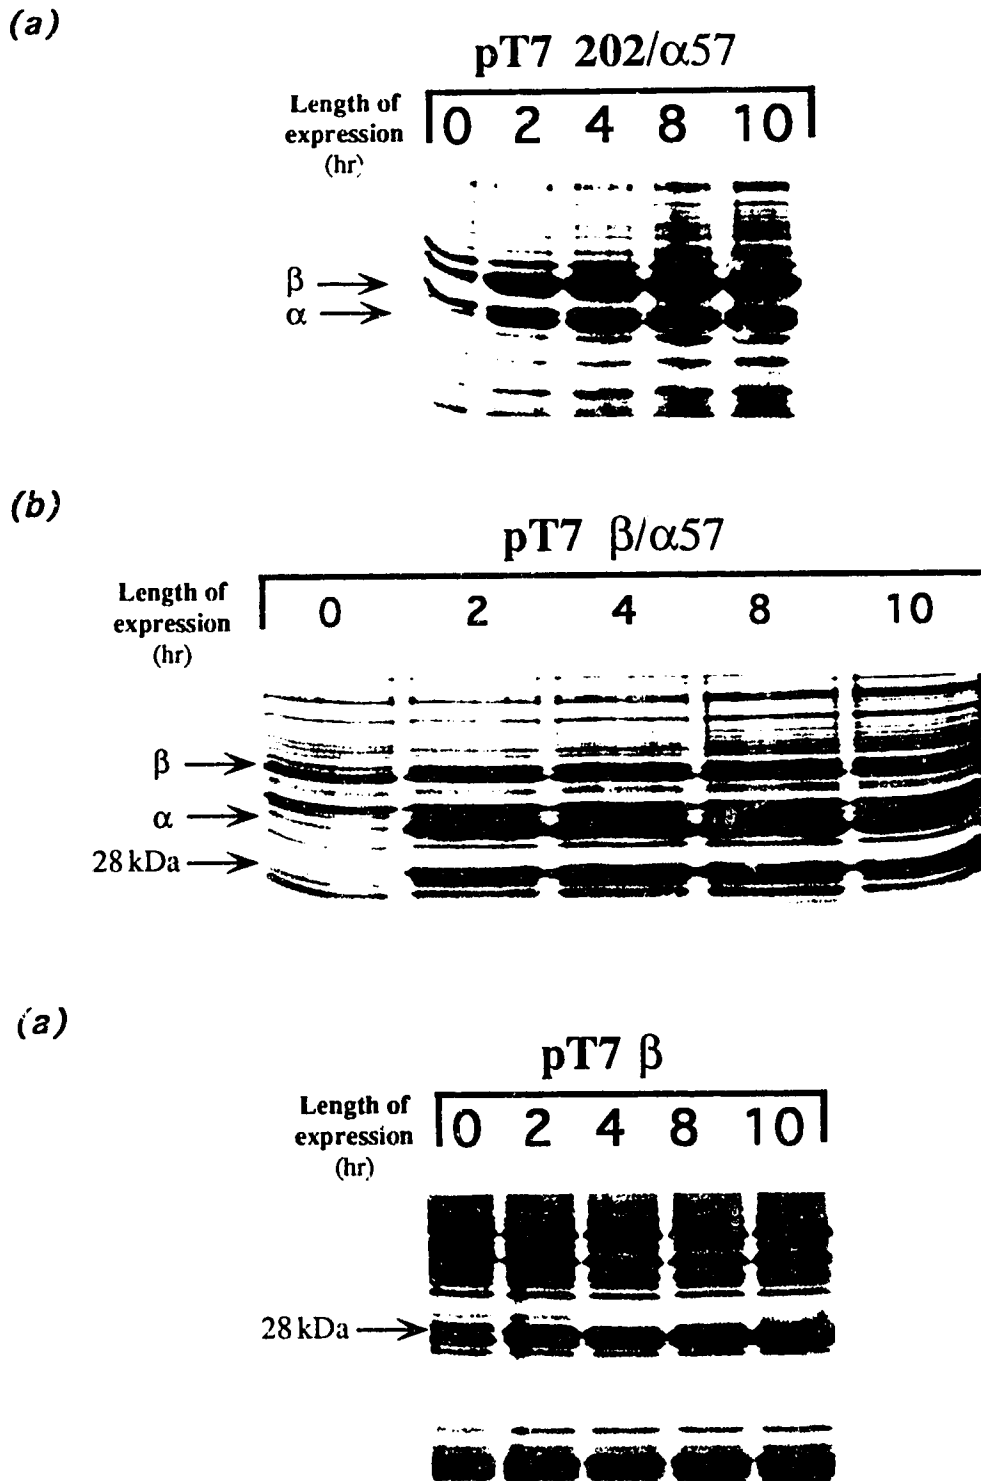 (a)
pT7 202/α57
Length of
expression
(hr)
0 2 4 8 10
β
α
(b)
pT7 β/α57
Length of
expression
(hr)
0 2 4 8 10
β
α
28 kDa
(a)
pT7 β
Length of
expression
(hr)
0 2 4 8 10
28 kDa